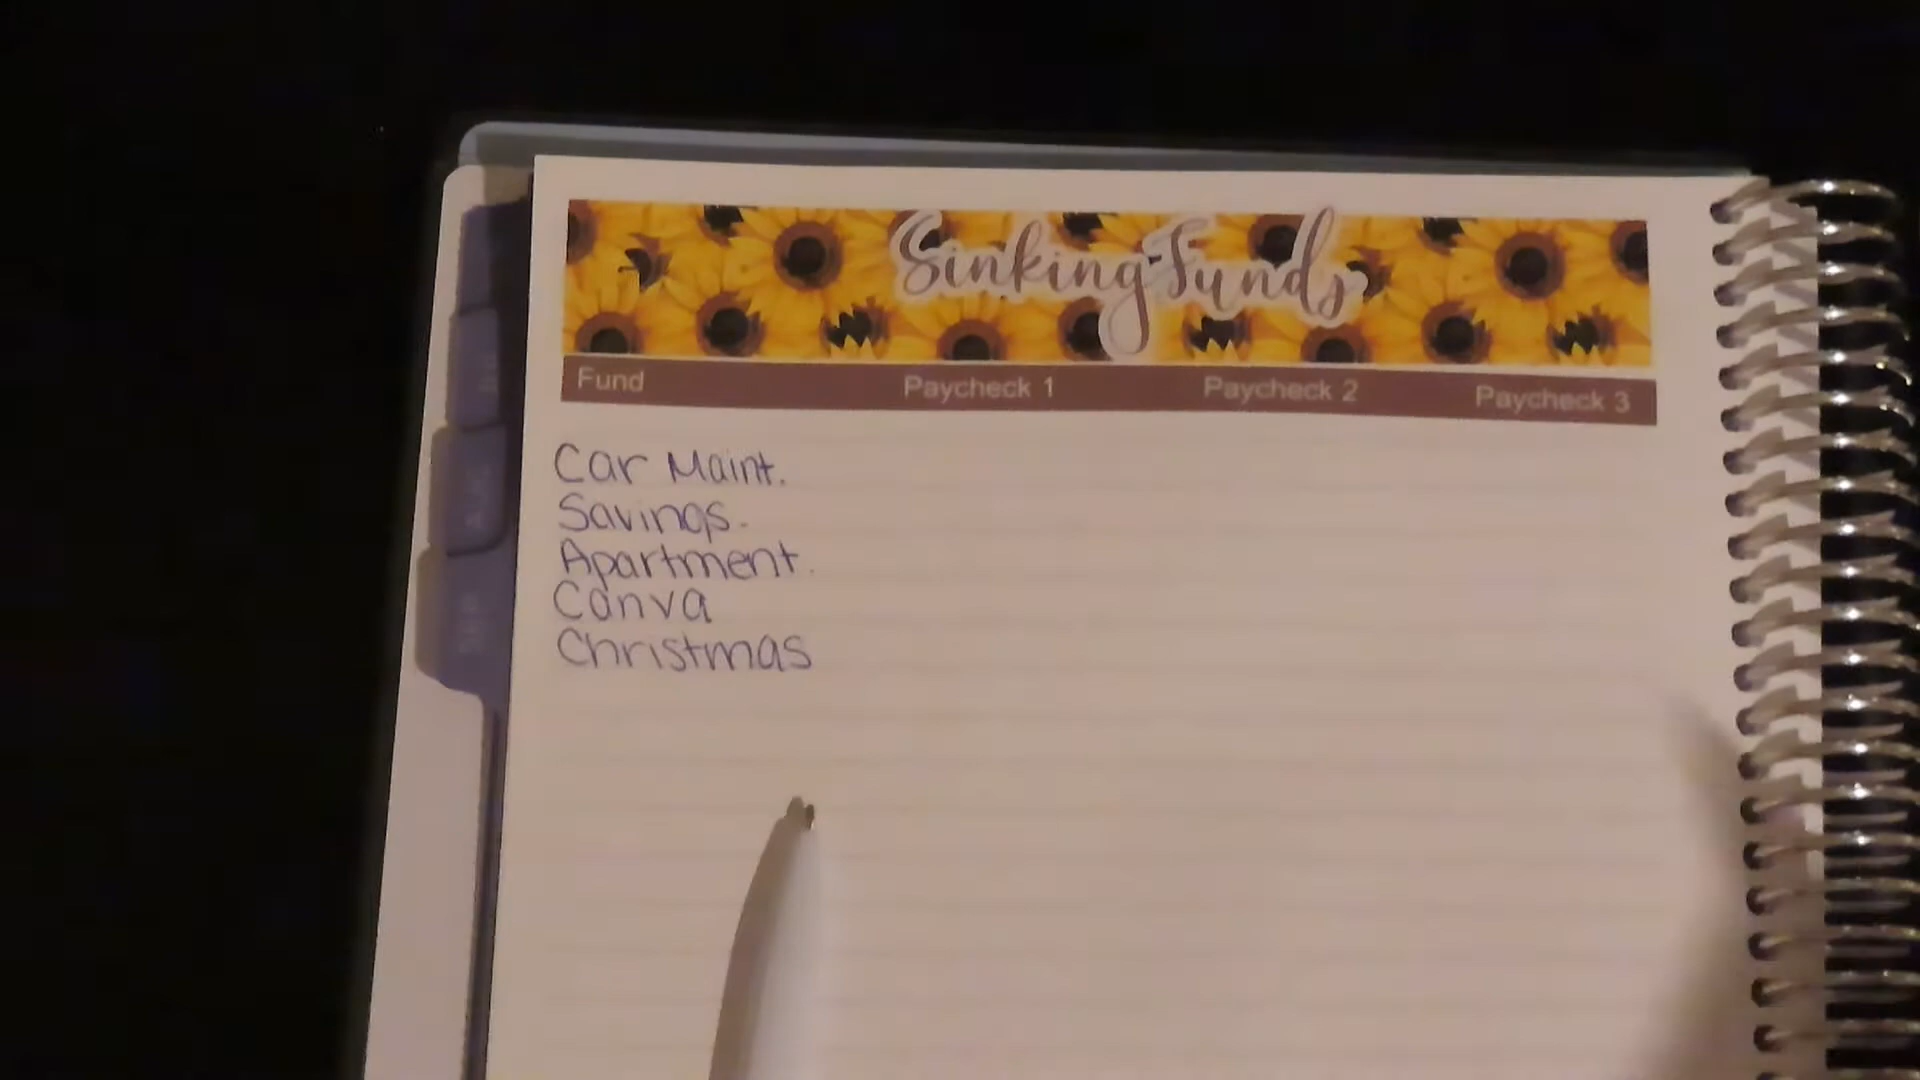 Sinking Funds
Fund Paycheck 1 Paycheck 2 Paycheck 3
Car Maint.
Savings.
Apartment.
Canva
Christmas